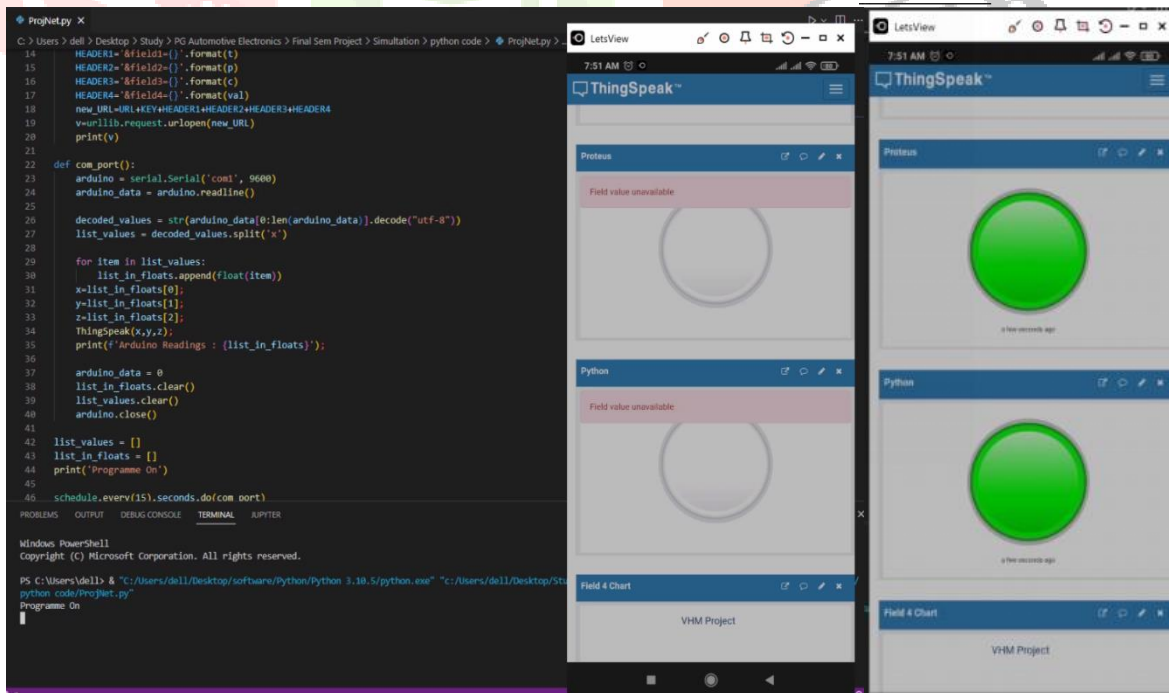 ProjNet.py ×
C: > Users > dell > Desktop > Study > PG Automotive Electronics > Final Sem Project > Simultation > python code > ProjNet.py >
14 HEADER1='&field1={}'.format(t)
15 HEADER2='&field2={}'.format(p)
16 HEADER3='&field3={}'.format(c)
17 HEADER4='&field4={}'.format(val)
18 new_URL=URL+KEY+HEADER1+HEADER2+HEADER3+HEADER4
19 v=urllib.request.urlopen(new_URL)
20 print(v)
21
22 def com_port():
23 arduino = serial.Serial('com1', 9600)
24 arduino_data = arduino.readline()
25
26 decoded_values = str(arduino_data[0:len(arduino_data)].decode("utf-8"))
27 list_values = decoded_values.split('x')
28
29 for item in list_values:
30 list_in_floats.append(float(item))
31 x=list_in_floats[0];
32 y=list_in_floats[1];
33 z=list_in_floats[2];
34 ThingSpeak(x,y,z);
35 print(f'Arduino Readings : {list_in_floats}');
36
37 arduino_data = 0
38 list_in_floats.clear()
39 list_values.clear()
40 arduino.close()
41
42 list_values = []
43 list_in_floats = []
44 print('Programme On')
45
46 schedule.every(15).seconds.do(com_port)
PROBLEMS OUTPUT DEBUG CONSOLE TERMINAL JUPYTER
Windows PowerShell
Copyright (C) Microsoft Corporation. All rights reserved.
PS C:\Users\dell> & "C:/Users/dell/Desktop/software/Python/Python 3.10.5/python.exe" "c:/Users/dell/Desktop/Stu
python code/ProjNet.py"
Programme On
LetsView
7:51 AM
ThingSpeak™
Proteus
Field value unavailable
Python
Field value unavailable
Field 4 Chart
VHM Project
LetsView
7:51 AM
ThingSpeak™
Proteus
a few seconds ago
Python
a few seconds ago
Field 4 Chart
VHM Project